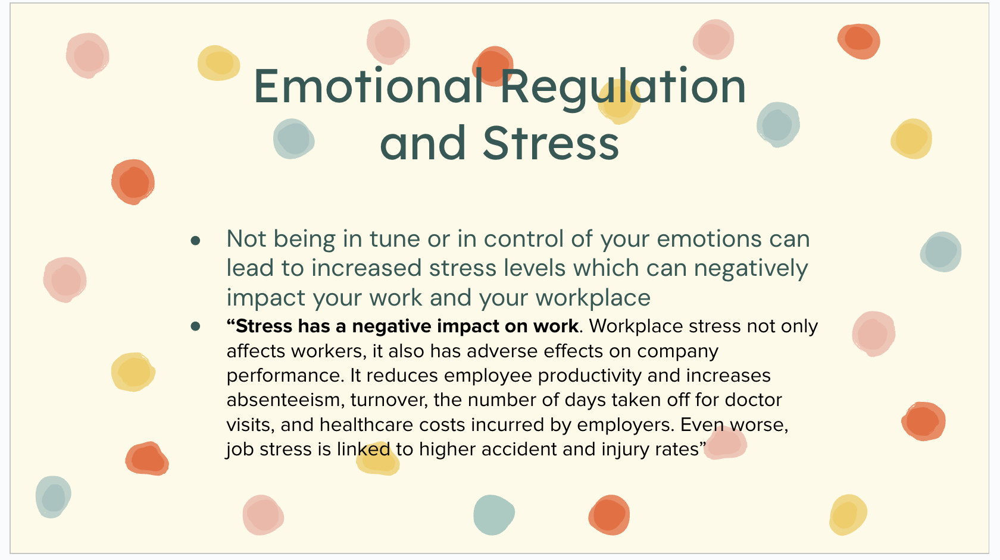 Emotional Regulation
and Stress
● Not being in tune or in control of your emotions can
lead to increased stress levels which can negatively
impact your work and your workplace
● “Stress has a negative impact on work. Workplace stress not only
affects workers, it also has adverse effects on company
performance. It reduces employee productivity and increases
absenteeism, turnover, the number of days taken off for doctor
visits, and healthcare costs incurred by employers. Even worse,
job stress is linked to higher accident and injury rates”